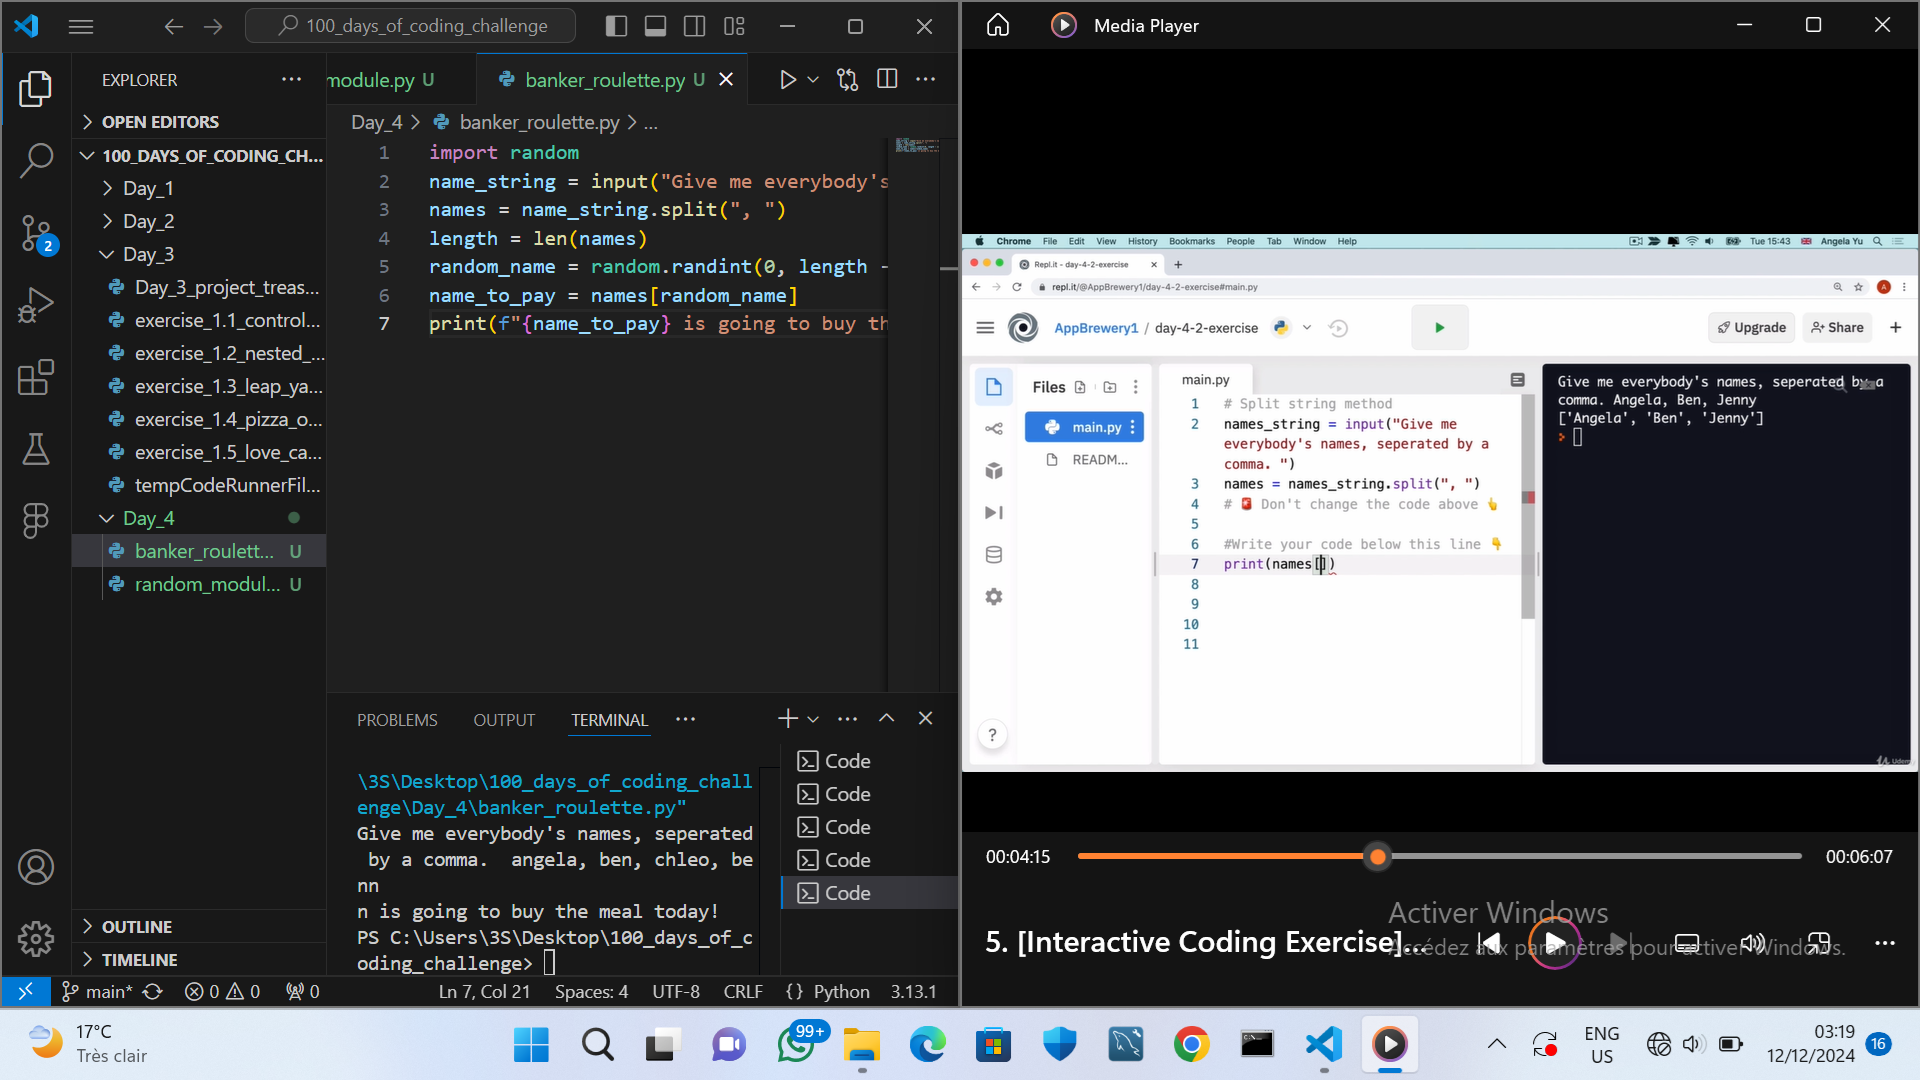 100_days_of_coding_challenge
EXPLORER
OPEN EDITORS
100_DAYS_OF_CODING_CH...
Day_1
Day_2
Day_3
Day_3_project_treas...
exercise_1.1_control...
exercise_1.2_nested_...
exercise_1.3_leap_ya...
exercise_1.4_pizza_o...
exercise_1.5_love_ca...
tempCodeRunnerFil...
Day_4
banker_roulett... U
random_modul... U
OUTLINE
TIMELINE
2
module.py U
banker_roulette.py U
Day_4 > banker_roulette.py > ...
1 import random
2 name_string = input("Give me everybody's
3 names = name_string.split(", ")
4 length = len(names)
5 random_name = random.randint(0, length -
6 name_to_pay = names[random_name]
7 print(f"{name_to_pay} is going to buy th
PROBLEMS OUTPUT TERMINAL
\3S\Desktop\100_days_of_coding_chall
enge\Day_4\banker_roulette.py"
Give me everybody's names, seperated
by a comma.  angela, ben, chleo, be
nn
n is going to buy the meal today!
PS C:\Users\3S\Desktop\100_days_of_c
oding_challenge>
Code
Code
Code
Code
Code
main* 0 0 0 Ln 7, Col 21 Spaces: 4 UTF-8 CRLF {} Python 3.13.1
Media Player
Chrome File Edit View History Bookmarks People Tab Window Help Tue 15:43 Angela Yu
Repl.it - day-4-2-exercise
repl.it/@AppBrewery1/day-4-2-exercise#main.py
A
AppBrewery1 / day-4-2-exercise
Upgrade
Share
Files
main.py
READM...
main.py
1 # Split string method
2 names_string = input("Give me
everybody's names, seperated by a
comma. ")
3 names = names_string.split(", ")
4 # 🚨 Don't change the code above 👆
5
6 #Write your code below this line 👇
7 print(names[])
8
9
10
11
?
Give me everybody's names, seperated by a
comma. Angela, Ben, Jenny
['Angela', 'Ben', 'Jenny']
Udemy
00:04:15
00:06:07
Activer Windows
Accédez aux paramètres pour activer Windows.
5. [Interactive Coding Exercise]...
17°C
Très clair
99+
ENG
US
03:19
12/12/2024
16